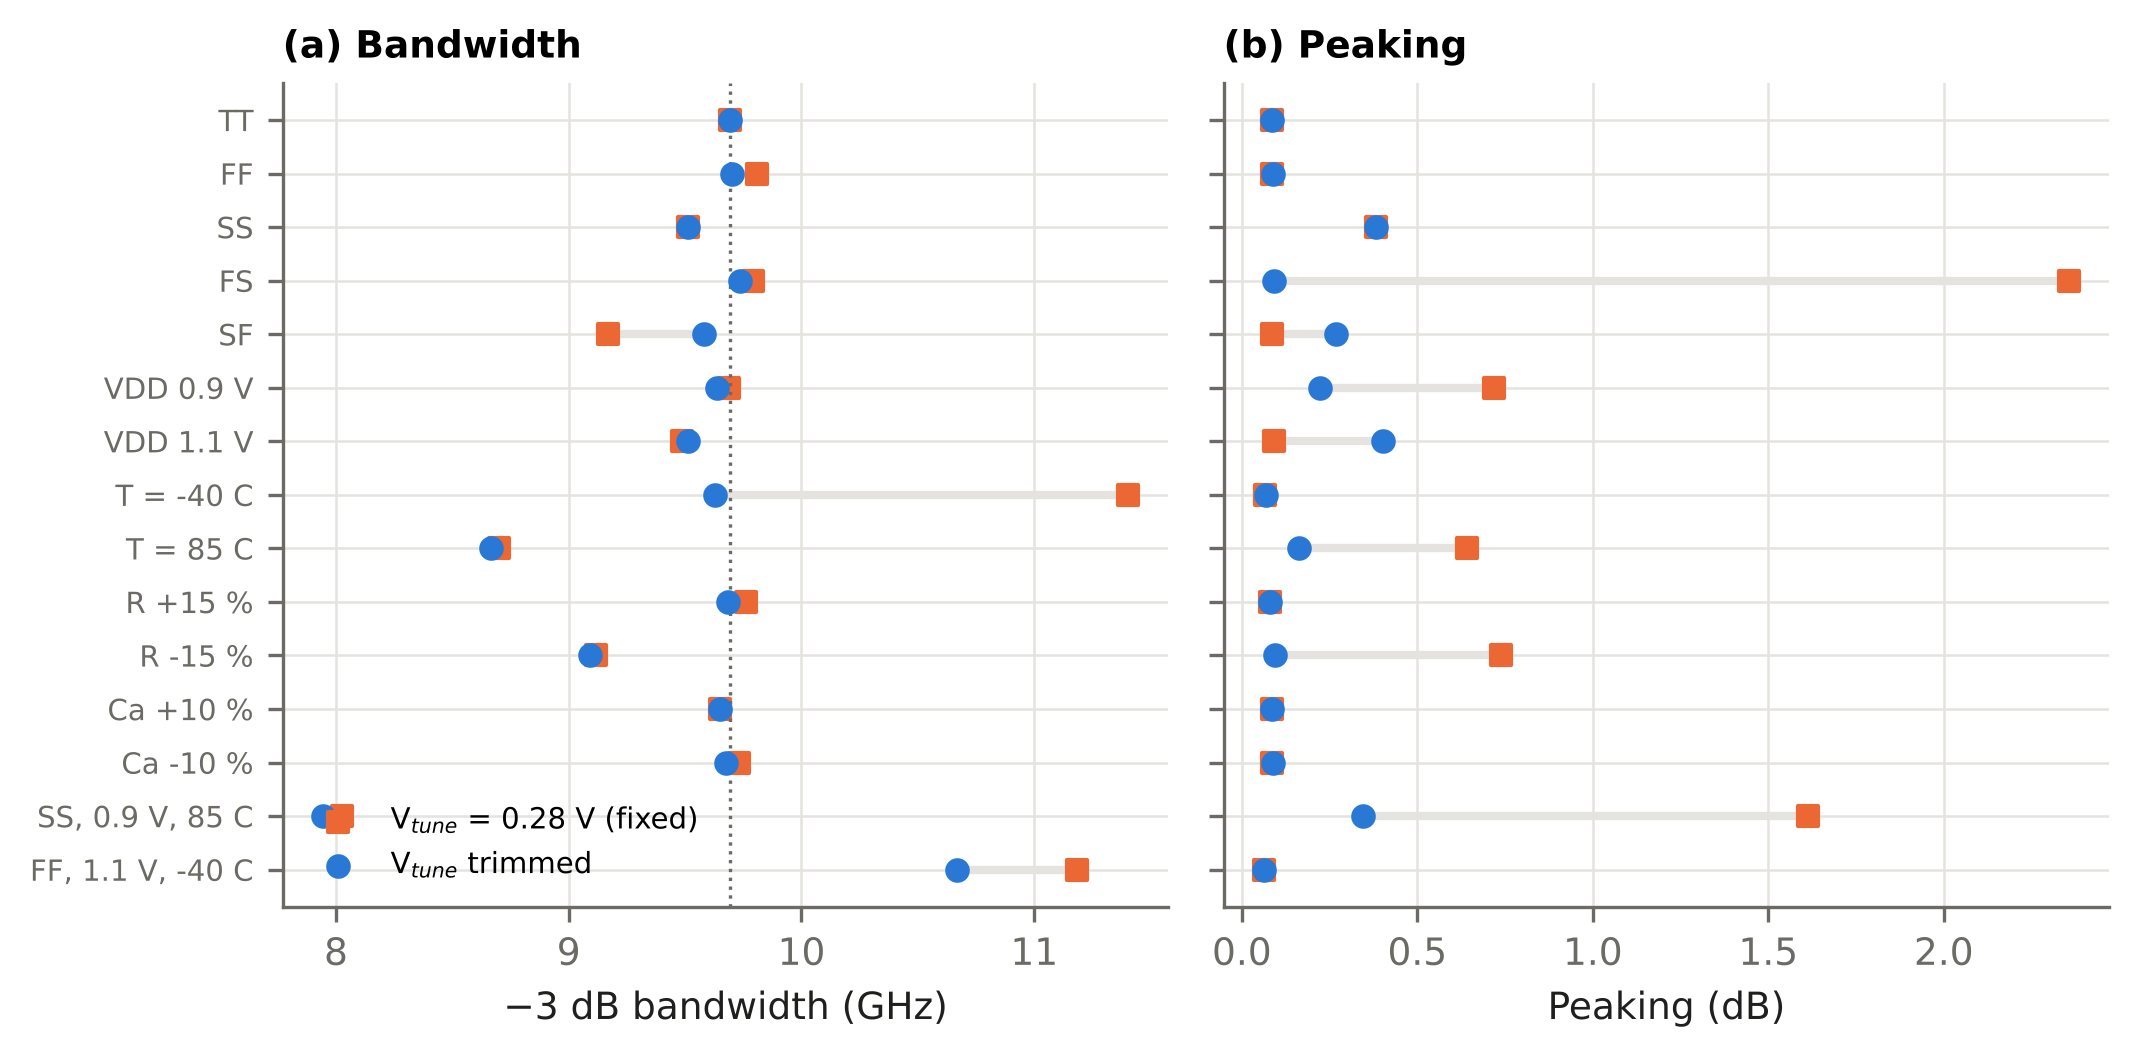 (a) Bandwidth
(b) Peaking
TT
FF
SS
FS
SF
VDD 0.9 V
VDD 1.1 V
T = -40 C
T = 85 C
R +15 %
R -15 %
Ca +10 %
Ca -10 %
SS, 0.9 V, 85 C
FF, 1.1 V, -40 C
Vtune = 0.28 V (fixed)
Vtune trimmed
8 9 10 11
−3 dB bandwidth (GHz)
0.0 0.5 1.0 1.5 2.0
Peaking (dB)